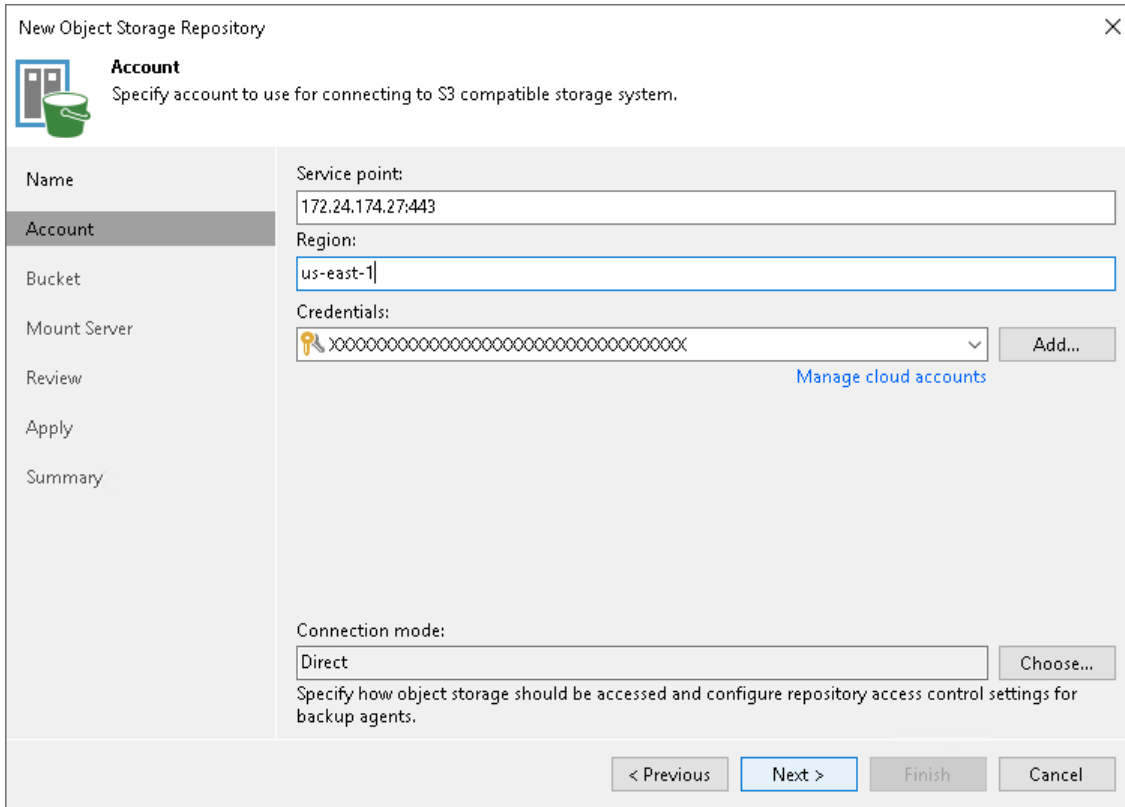 New Object Storage Repository
Account
Specify account to use for connecting to S3 compatible storage system.
Name
Account
Bucket
Mount Server
Review
Apply
Summary
Service point:
172.24.174.27:443
Region:
us-east-1
Credentials:
Add...
Manage cloud accounts
Connection mode:
Direct
Choose...
Specify how object storage should be accessed and configure repository access control settings for
backup agents.
< Previous
Next >
Finish
Cancel